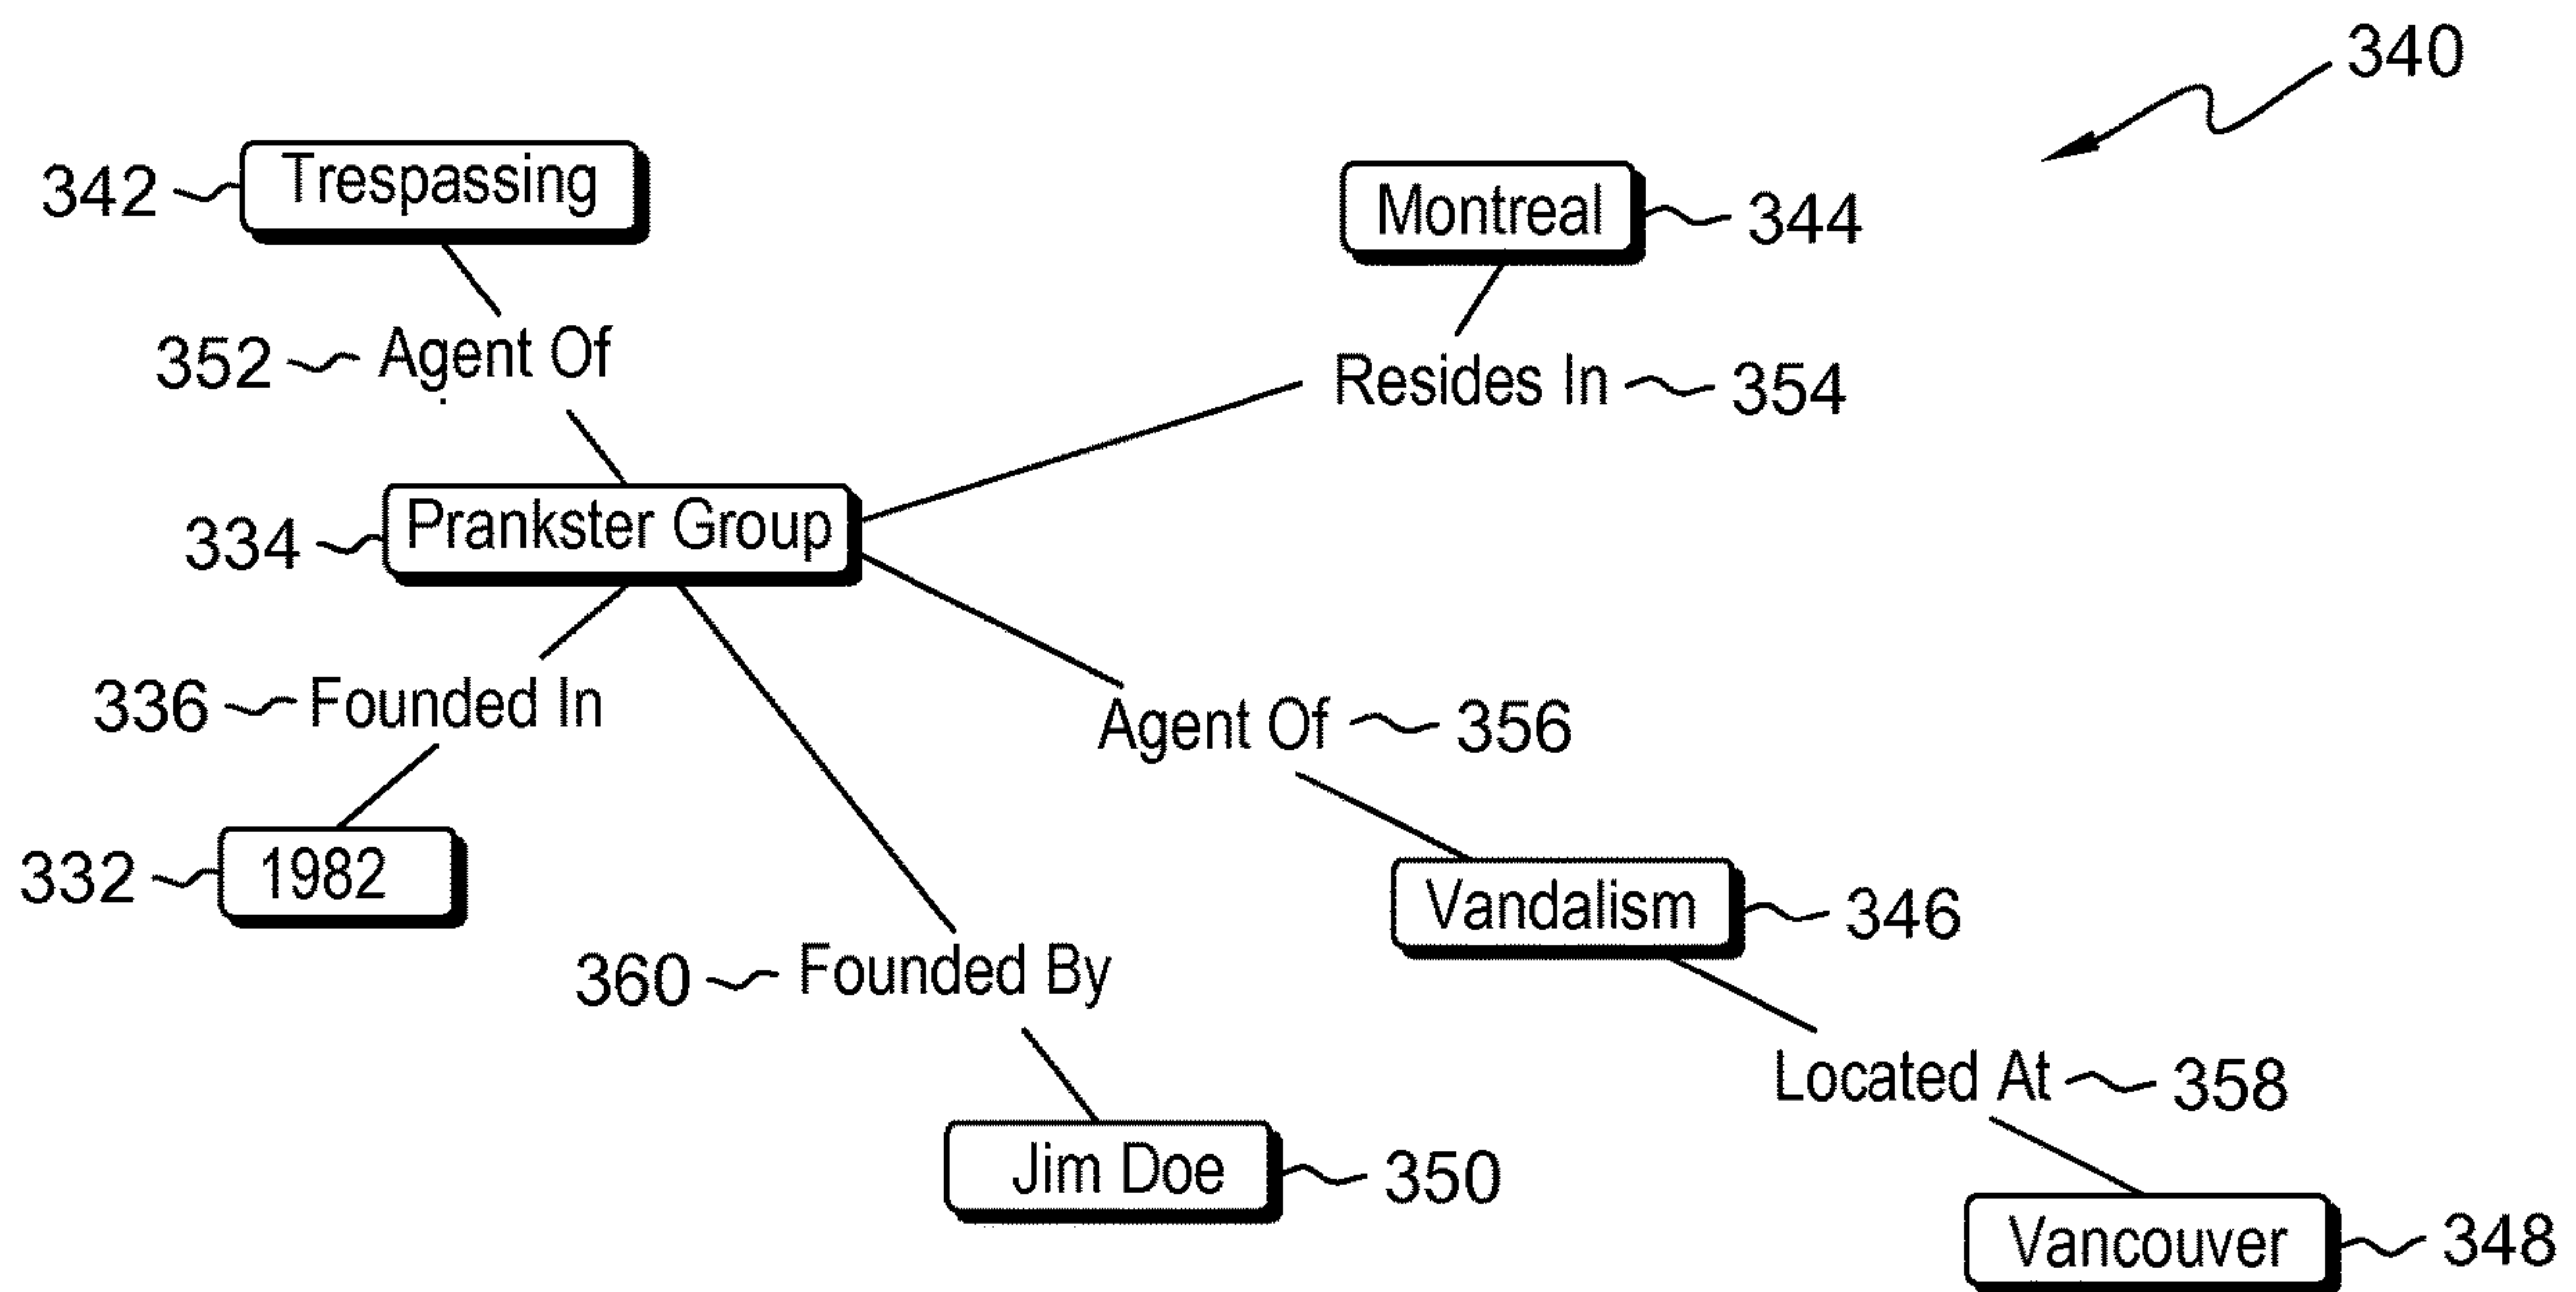 340
342 Trespassing
Montreal 344
352 Agent Of
Resides In 354
334 Prankster Group
336 Founded In
Agent Of 356
332 1982
Vandalism 346
360 Founded By
Located At 358
Jim Doe 350
Vancouver 348